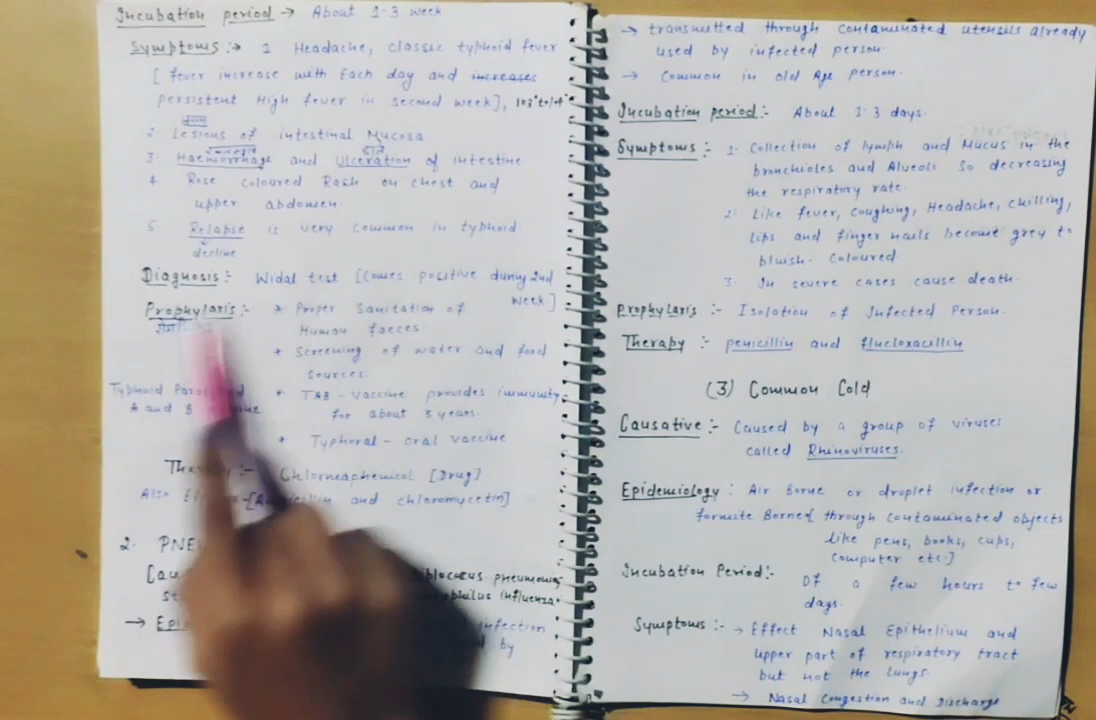 Incubation period → About 1-3 week
Symptoms :→ 1 Headache, classic typhoid fever
[ fever increase with Each day and increases
persistent High fever in second week],
2. Lesions of intestinal Mucosa
3. Haemorrhage and Ulceration of intestine
4. Rose coloured Rash on chest and
upper abdomen.
5 Relapse is very common in typhoid
decline
Diagnosis :- Widal test [Comes positive during 2nd
week.]
Prophylaxis :- * Proper Sanitation of
Human faeces
* Screening of water and food
sources.
Typhoid
A and B
* TAB - vaccine provides immunity
for about 3 years.
* Typhoral - oral vaccine
Therapy :- [Drug]
Also and chloromycetin]
2.
pneumonae
→ infection
by
→ transmitted through contaminated utensils already
used by infected person.
→ Common in old Age person.
Incubation period :- About 1-3 days.
Symptoms :- 1. Collection of lymph and Mucus in the
bronchioles and Alveoli so decreasing
the respiratory rate.
2. Like fever, coughing, Headache, chilling,
Lips and finger nails become grey to
bluish- coloured.
3. In severe cases cause death.
Prophylaxis :- Isolation of Infected Person.
Therapy :- penicillin and flucloxacillin
(3) Common Cold
Causative :- Caused by a group of viruses
called Rhinoviruses.
Epidemiology : Air Borne or droplet infection or
formite Borne[ through contaminated objects
like pens, books, cups,
Computer etc.]
Incubation Period :- Of a few hours to few
days.
Symptoms :- → Effect Nasal Epithelium and
upper part of respiratory tract
but not the lungs.
→ Nasal Congestion and Discharge